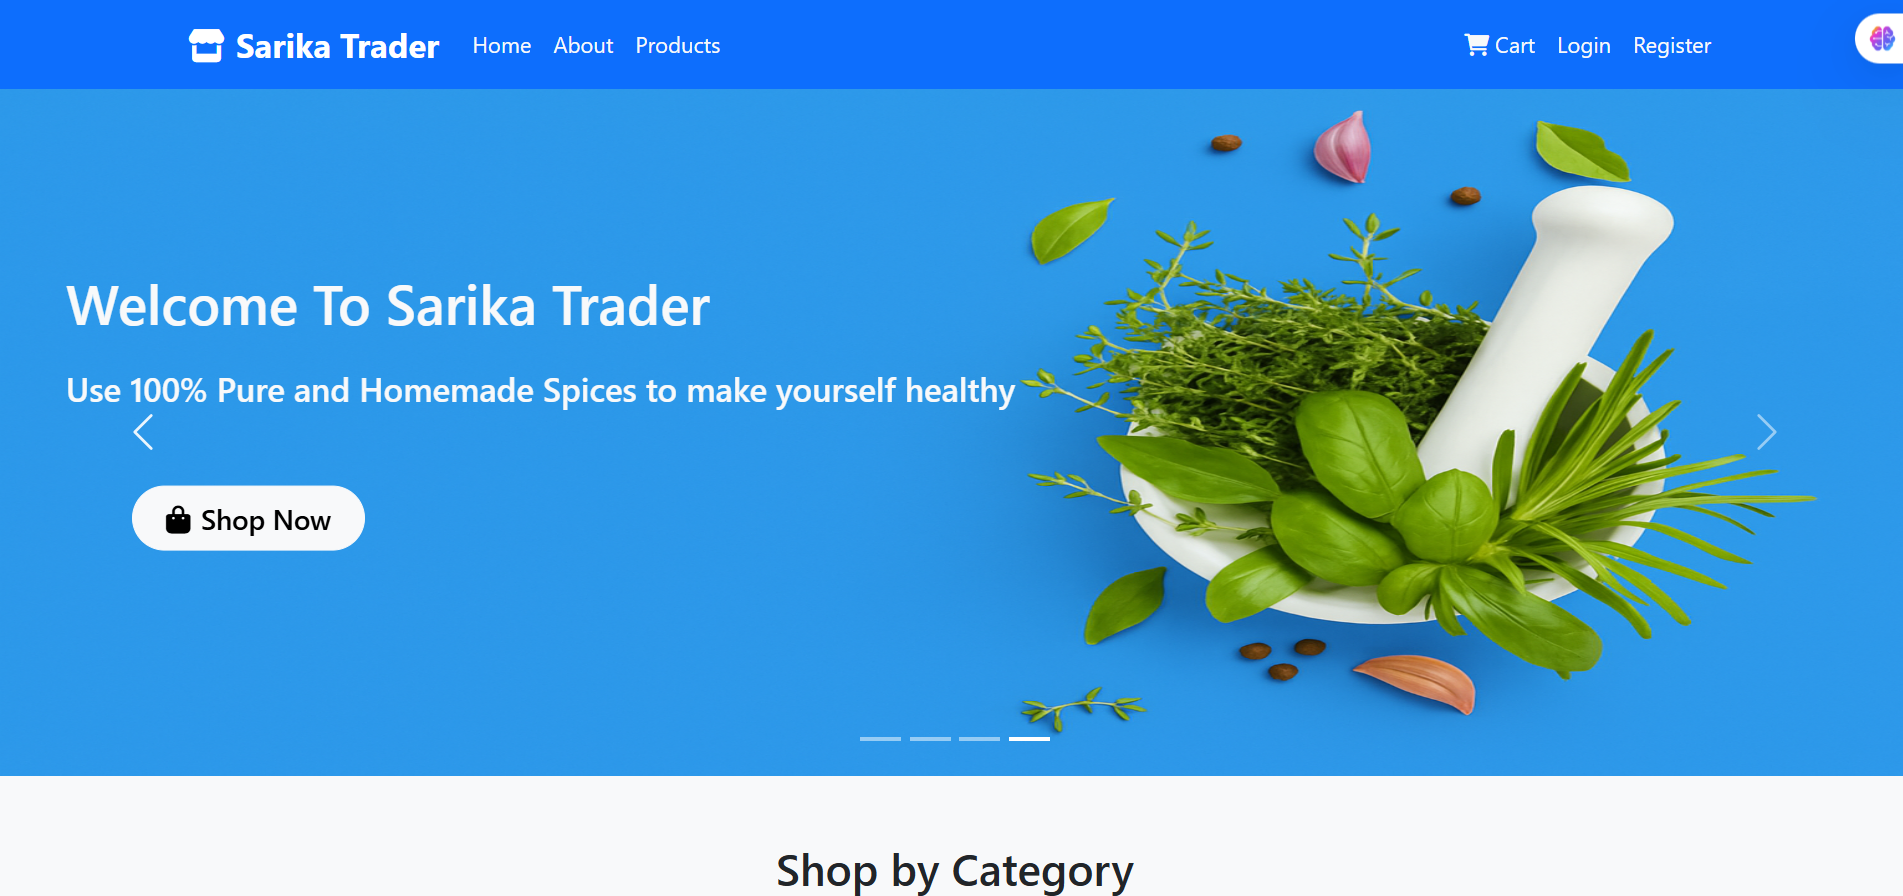 Sarika Trader Home About Products Cart Login Register
Welcome To Sarika Trader
Use 100% Pure and Homemade Spices to make yourself healthy
Shop Now
Shop by Category